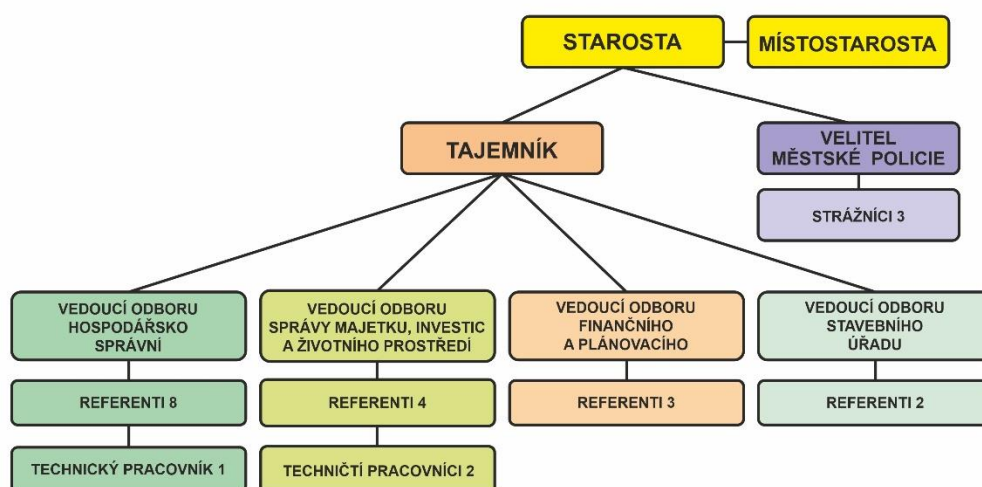 STAROSTA
MÍSTOSTAROSTA
TAJEMNÍK
VELITEL
MĚSTSKÉ POLICIE
STRÁŽNÍCI 3
VEDOUCÍ ODBORU
HOSPODÁŘSKO
SPRÁVNÍ
VEDOUCÍ ODBORU
SPRÁVY MAJETKU, INVESTIC
A ŽIVOTNÍHO PROSTŘEDÍ
VEDOUCÍ ODBORU
FINANČNÍHO
A PLÁNOVACÍHO
VEDOUCÍ ODBORU
STAVEBNÍHO
ÚŘADU
REFERENTI 8
REFERENTI 4
REFERENTI 3
REFERENTI 2
TECHNICKÝ PRACOVNÍK 1
TECHNIČTÍ PRACOVNÍCI 2